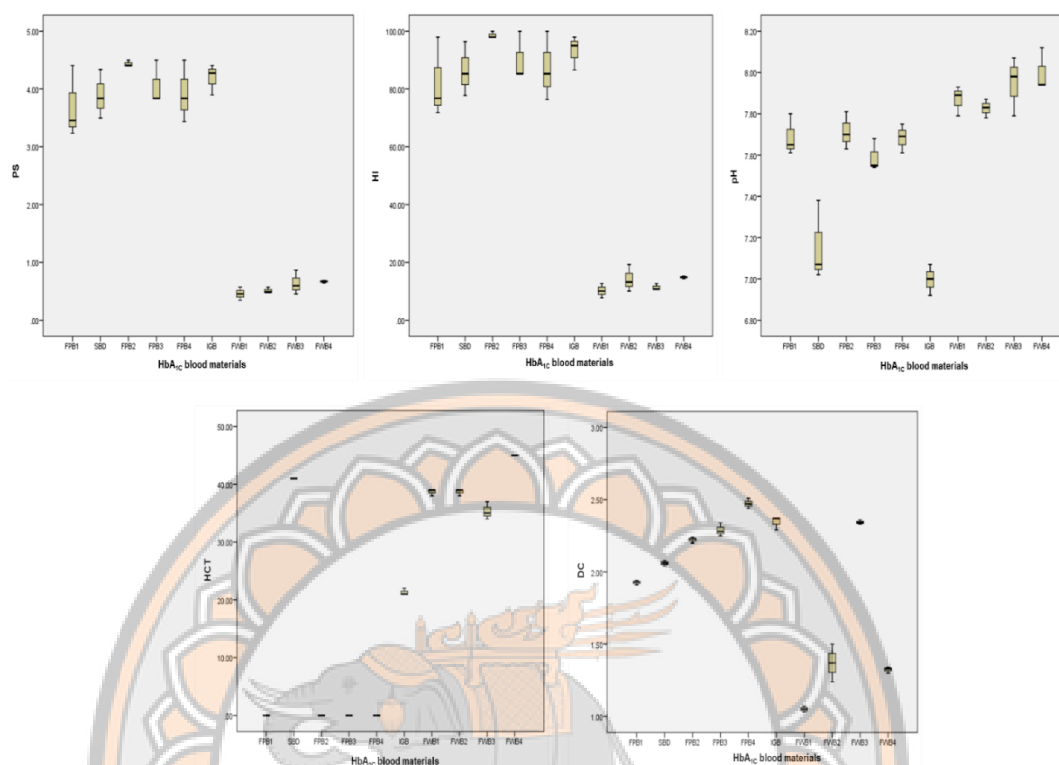 5.00
4.00
3.00
2.00
1.00
.00
PS
FPB1 SBD FPB2 FPB3 FPB4 IGB FWB1 FWB2 FWB3 FWB4
HbA1C blood materials
100.00
80.00
60.00
40.00
20.00
.00
HI
FPB1 SBD FPB2 FPB3 FPB4 IGB FWB1 FWB2 FWB3 FWB4
HbA1C blood materials
8.20
8.00
7.80
7.60
7.40
7.20
7.00
6.80
pH
FPB1 SBD FPB2 FPB3 FPB4 IGB FWB1 FWB2 FWB3 FWB4
HbA1C blood materials
50.00
40.00
30.00
20.00
10.00
.00
HCT
FPB1 SBD FPB2 FPB3 FPB4 IGB FWB1 FWB2 FWB3 FWB4
HbA1C blood materials
3.00
2.50
2.00
1.50
1.00
DC
FPB1 SBD FPB2 FPB3 FPB4 IGB FWB1 FWB2 FWB3 FWB4
HbA1C blood materials